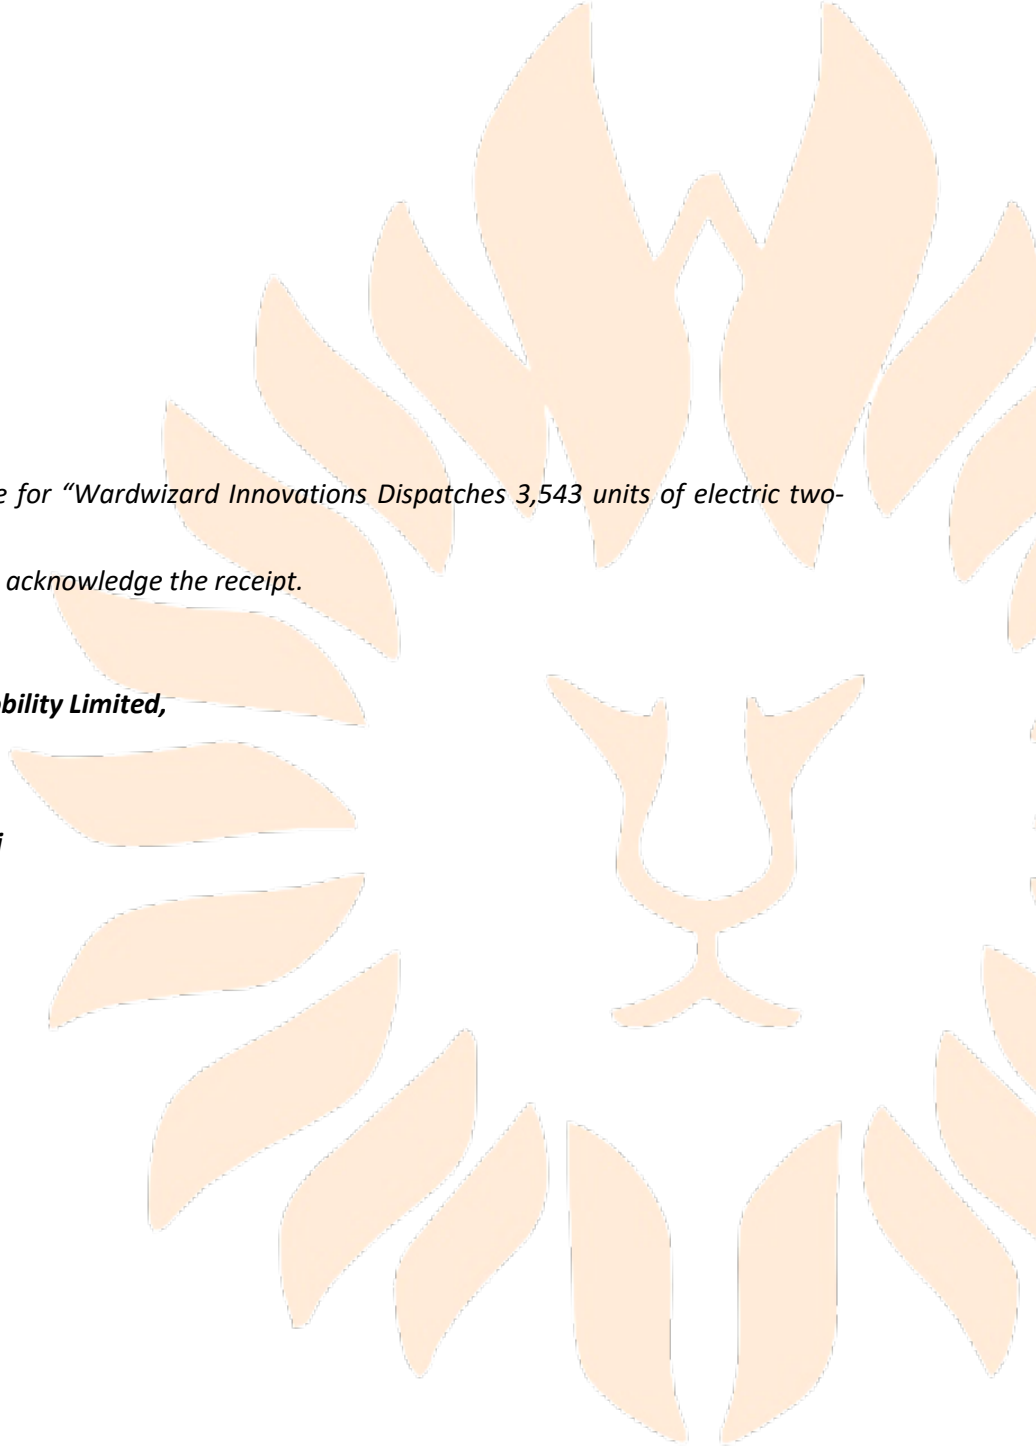 e for “Wardwizard Innovations Dispatches 3,543 units of electric two-
acknowledge the receipt.
bility Limited,
i